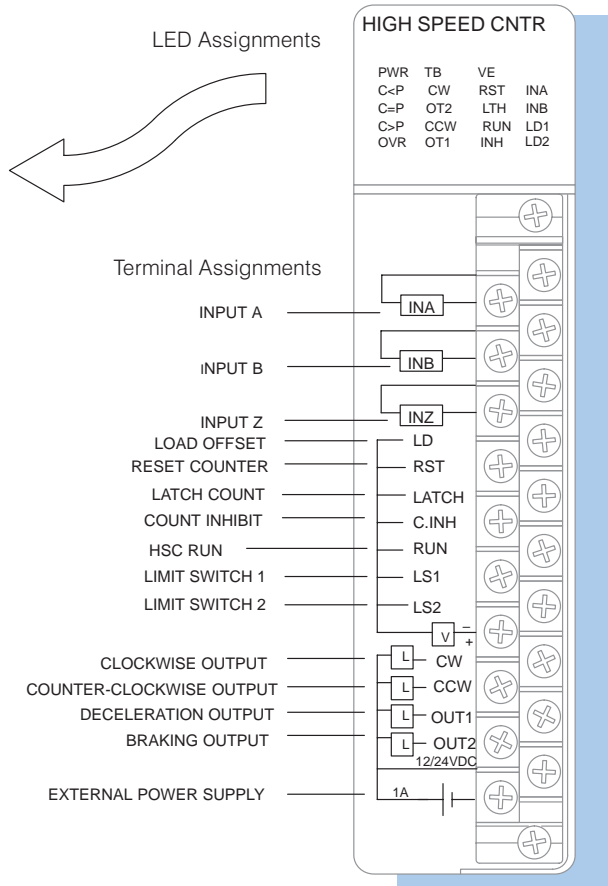 LED Assignments
HIGH SPEED CNTR
PWR TB VE
C<P CW RST INA
C=P OT2 LTH INB
C>P CCW RUN LD1
OVR OT1 INH LD2
Terminal Assignments
INPUT A INA
INPUT B INB
INPUT Z INZ
LOAD OFFSET LD
RESET COUNTER RST
LATCH COUNT LATCH
COUNT INHIBIT C.INH
HSC RUN RUN
LIMIT SWITCH 1 LS1
LIMIT SWITCH 2 LS2
V – +
CLOCKWISE OUTPUT L CW
COUNTER-CLOCKWISE OUTPUT L CCW
DECELERATION OUTPUT L OUT1
BRAKING OUTPUT L OUT2
12/24VDC
EXTERNAL POWER SUPPLY 1A